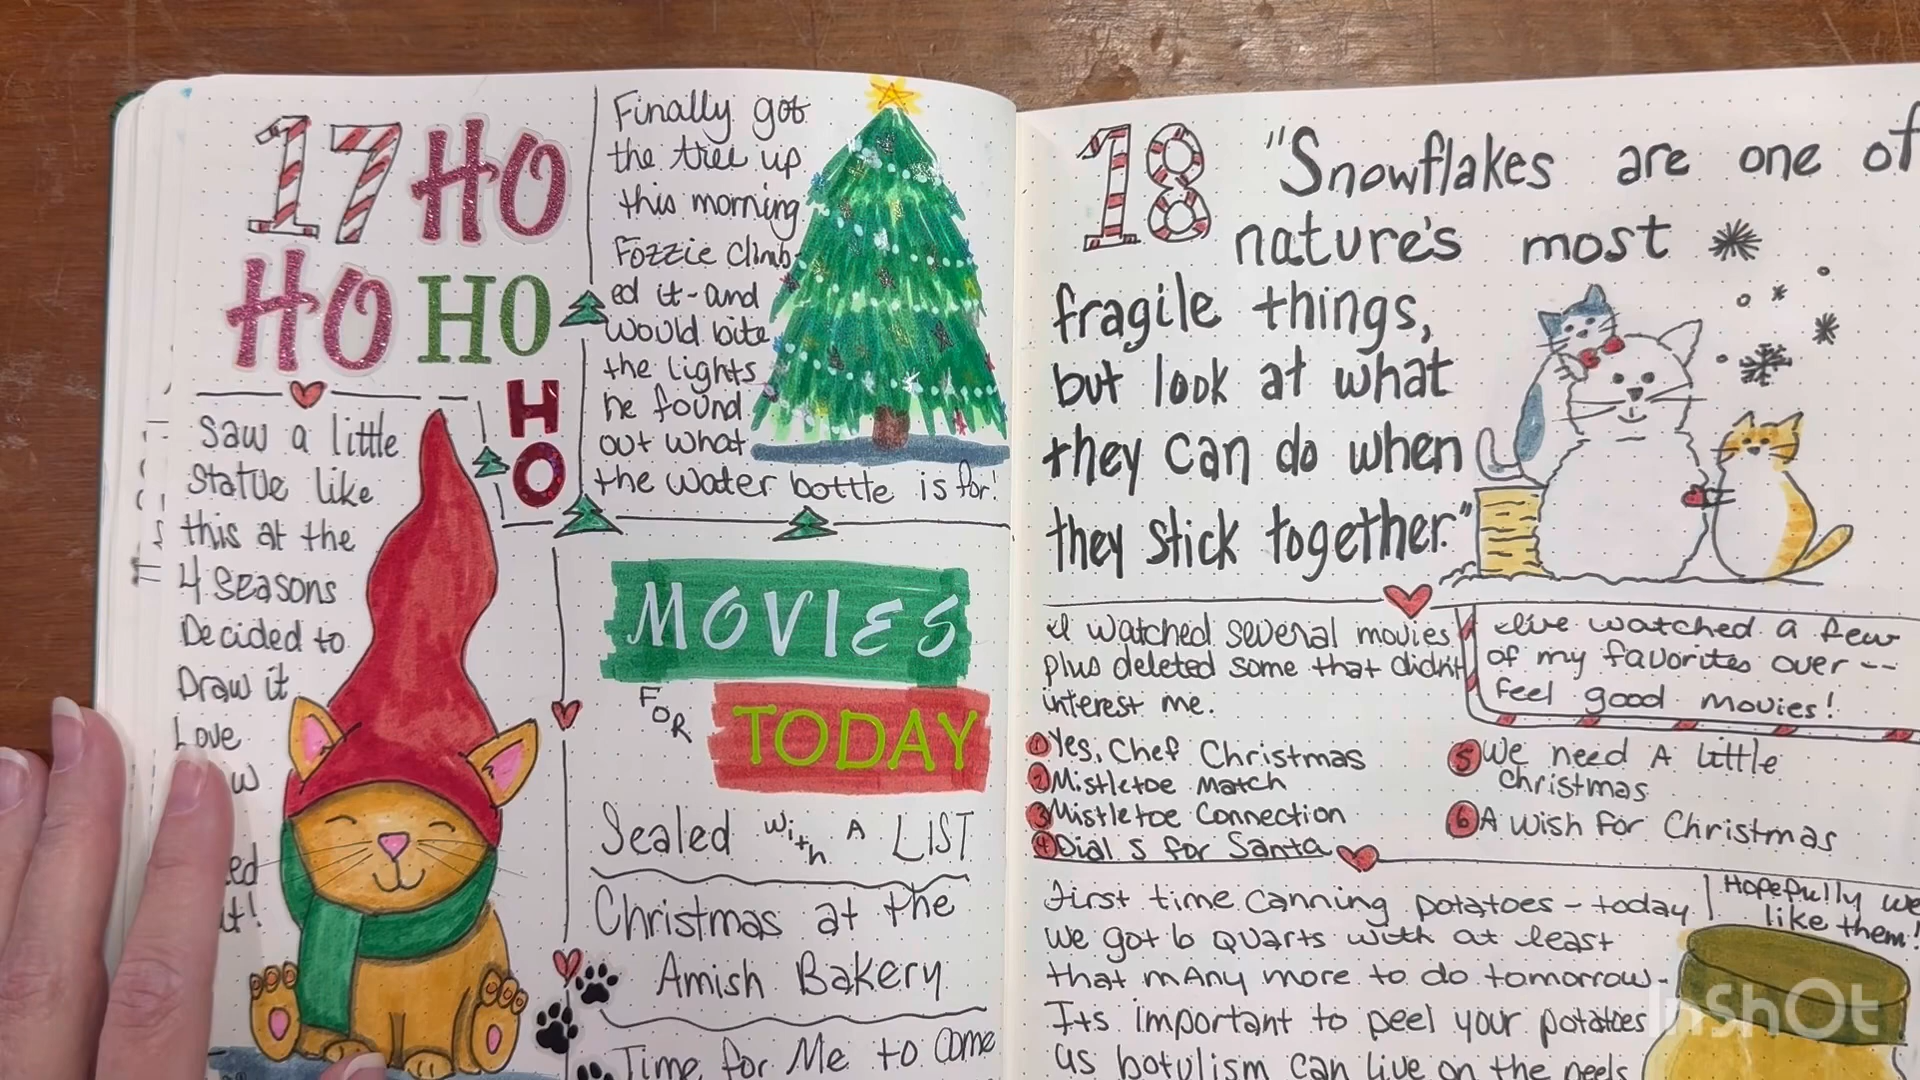 17 HO
HO HO
HO
Saw a little
statue like
this at the
4 Seasons
Decided to
Draw it
Love
Finally got
the tree up
this morning
Fozzie climb-
ed it-and
would bite
the lights
he found
out what
the water bottle is for!
MOVIES
FOR
TODAY
Sealed with A LIST
Christmas at the
Amish Bakery
Time for Me to come
18 "Snowflakes are one of
nature's most
fragile things,
but look at what
they can do when
they stick together."
I watched several movies
plus deleted some that didn't
interest me.
I've watched a few
of my favorites over --
feel good movies!
1 Yes, Chef Christmas
2 Mistletoe Match
3 Mistletoe Connection
4 Dial S for Santa
5 We need A Little
Christmas
6 A Wish For Christmas
First time canning potatoes - today
we got 6 quarts with at least
that many more to do tomorrow.
Its important to peel your potatoes
as botulism can live on the peels
Hopefully we
like them!
InShot